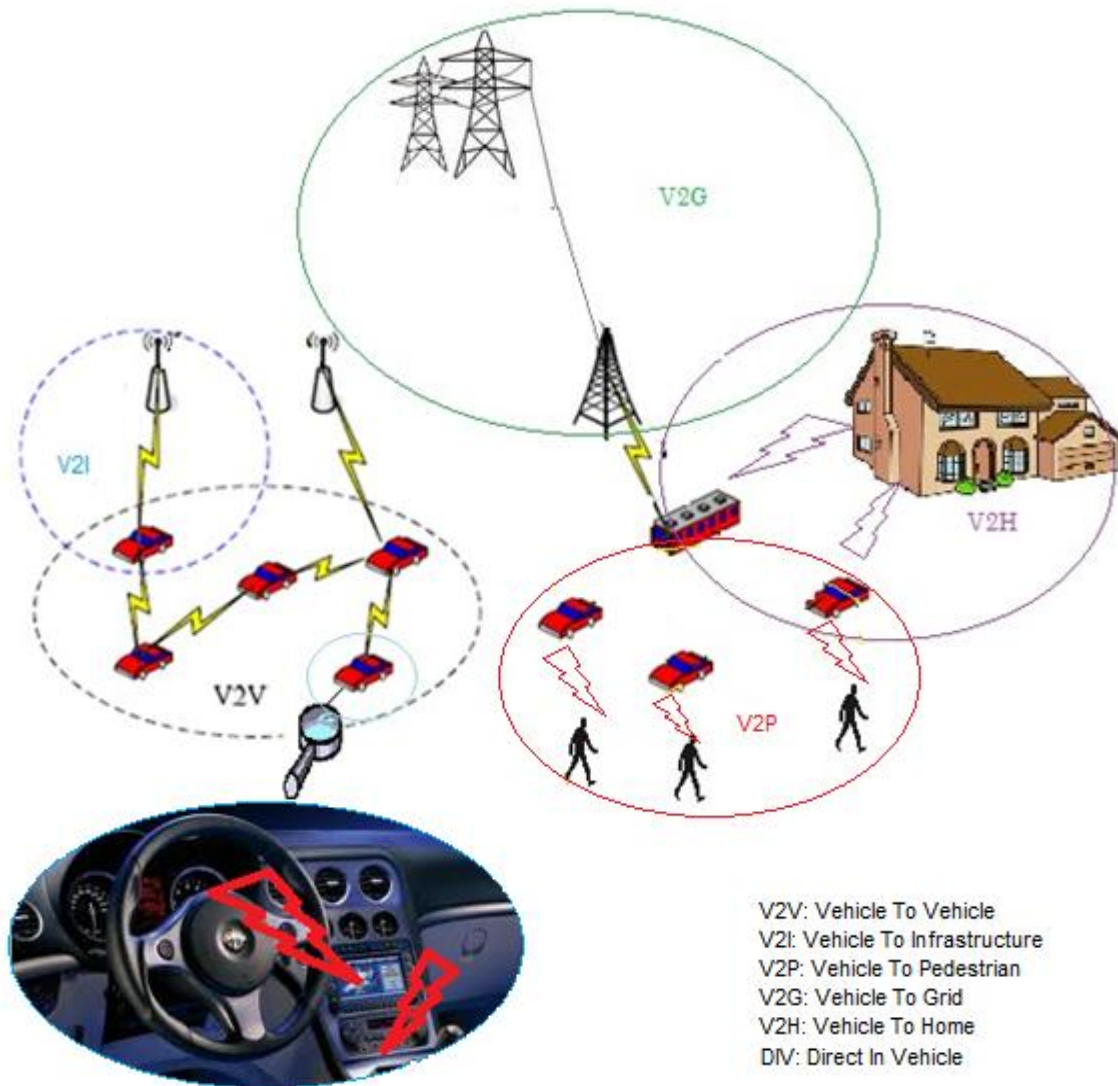 V2G
V2I
V2H
V2V
V2P
V2V: Vehicle To Vehicle
V2I: Vehicle To Infrastructure
V2P: Vehicle To Pedestrian
V2G: Vehicle To Grid
V2H: Vehicle To Home
DIV: Direct In Vehicle